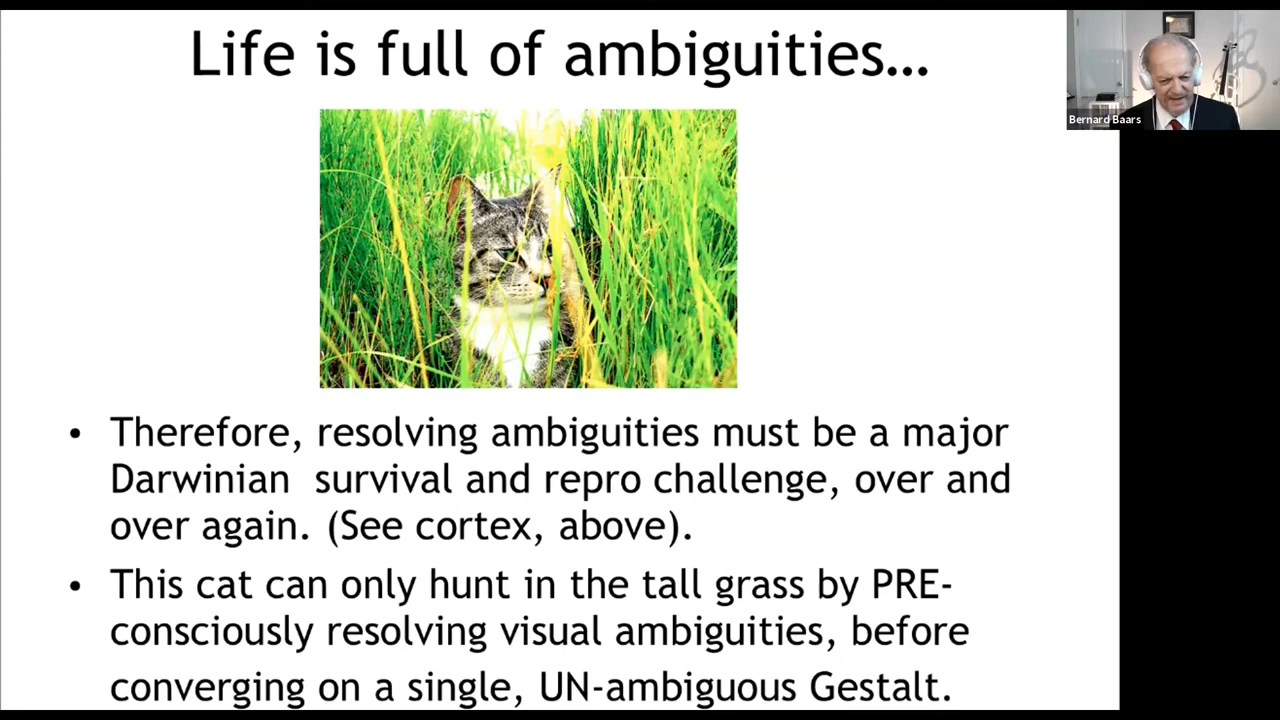 Life is full of ambiguities...
Bernard Baars
• Therefore, resolving ambiguities must be a major
Darwinian  survival and repro challenge, over and
over again. (See cortex, above).
• This cat can only hunt in the tall grass by PRE-
consciously resolving visual ambiguities, before
converging on a single, UN-ambiguous Gestalt.